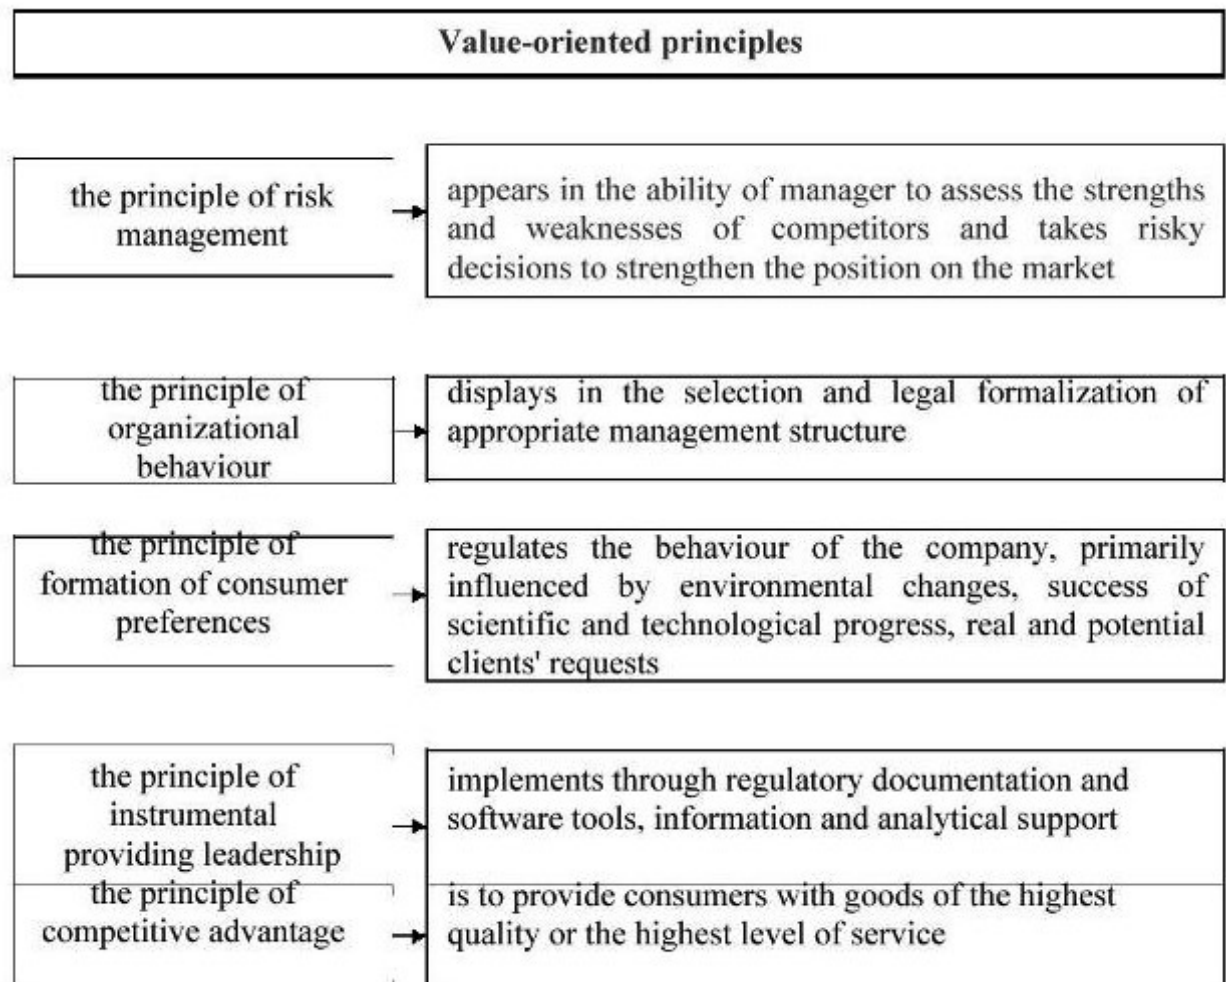 Value-oriented principles
the principle of risk
management
appears in the ability of manager to assess the strengths
and weaknesses of competitors and takes risky
decisions to strengthen the position on the market
the principle of
organizational
behaviour
displays in the selection and legal formalization of
appropriate management structure
the principle of
formation of consumer
preferences
regulates the behaviour of the company, primarily
influenced by environmental changes, success of
scientific and technological progress, real and potential
clients' requests
the principle of
instrumental
providing leadership
implements through regulatory documentation and
software tools, information and analytical support
the principle of
competitive advantage
is to provide consumers with goods of the highest
quality or the highest level of service